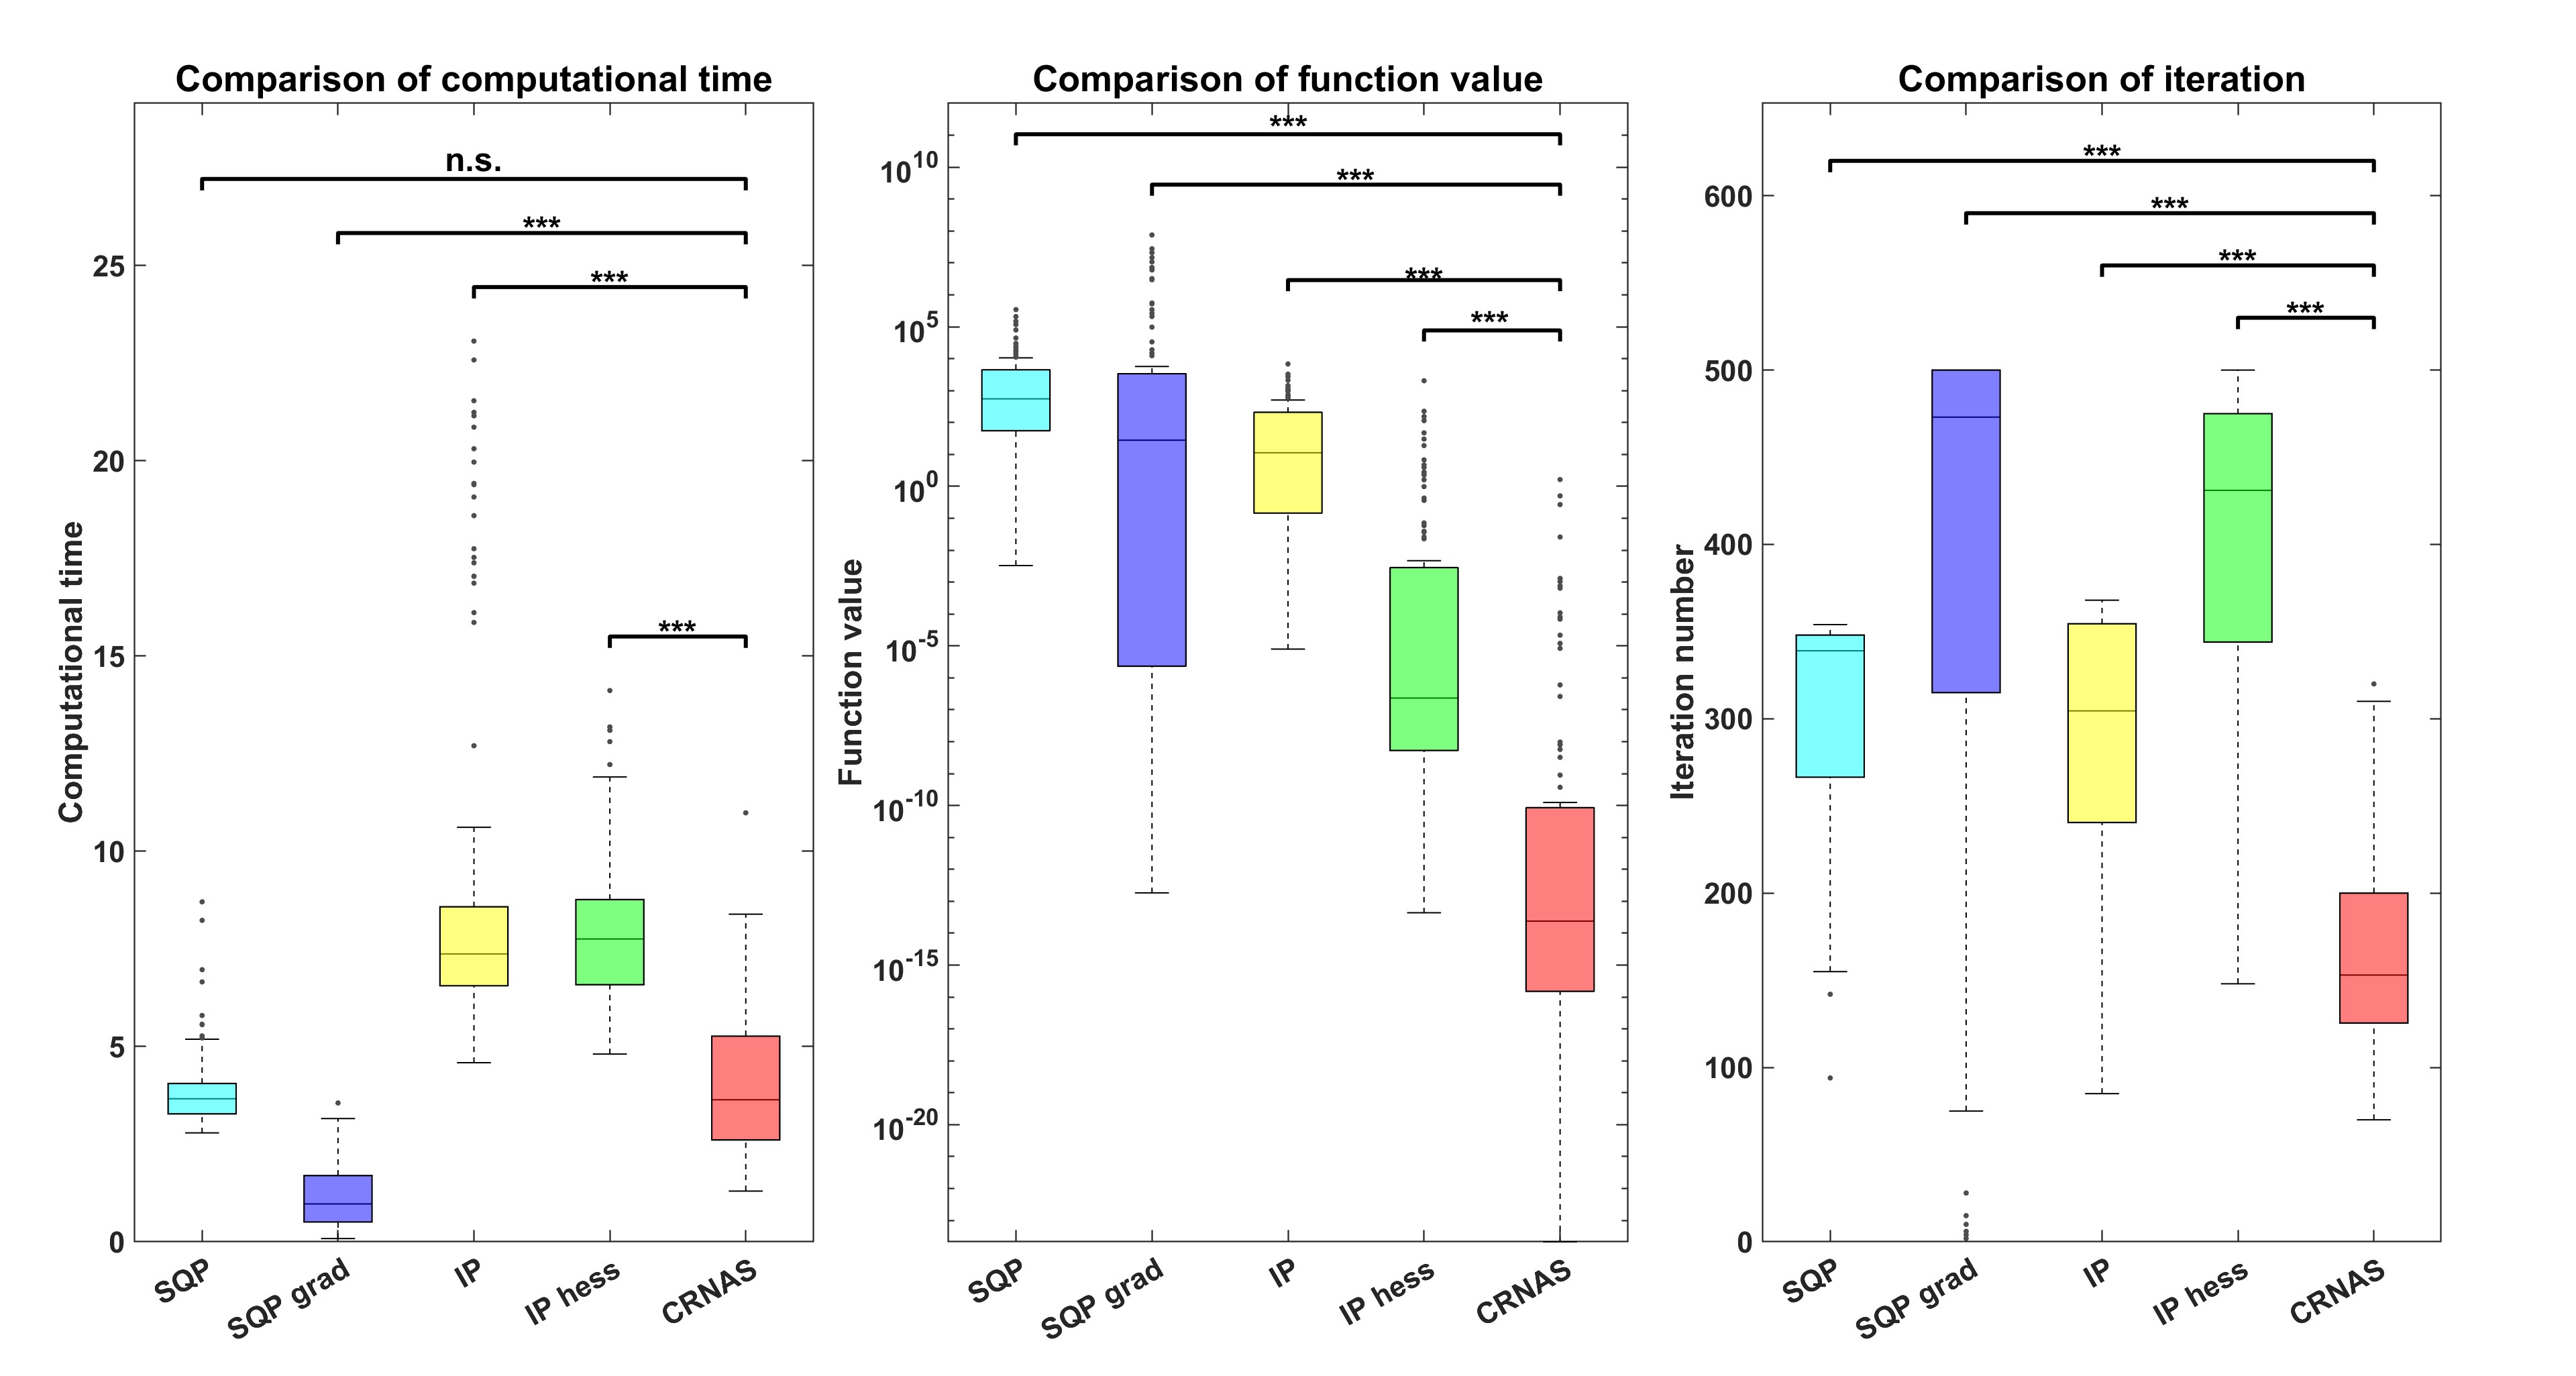 Comparison of computational time
Computational time
25
20
15
10
5
0
n.s.
***
***
***
SQP
SQP grad
IP
IP hess
CRNAS
Comparison of function value
Function value
10^10
10^5
10^0
10^-5
10^-10
10^-15
10^-20
***
***
***
***
SQP
SQP grad
IP
IP hess
CRNAS
Comparison of iteration
Iteration number
600
500
400
300
200
100
0
***
***
***
***
SQP
SQP grad
IP
IP hess
CRNAS